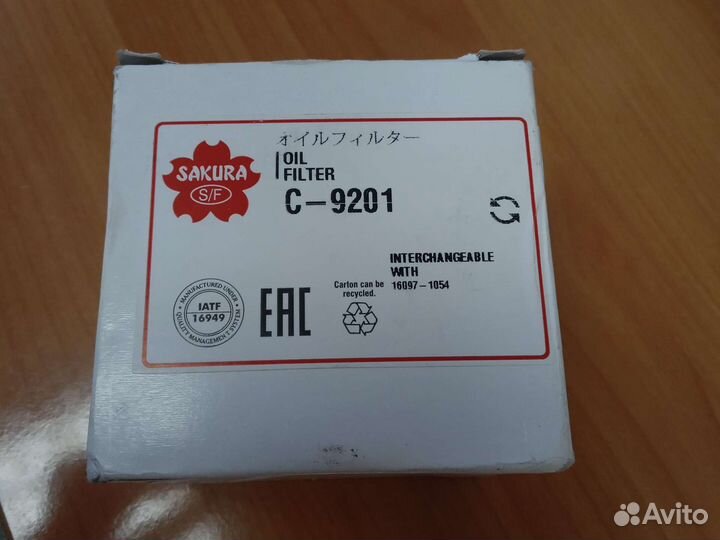 オイルフィルター
OIL
FILTER
C-9201
SAKURA
S/F
INTERCHANGEABLE
WITH
16097-1054
Carton can be
recycled.
MANUFACTURED UNDER
IATF
16949
QUALITY MANAGEMENT SYSTEM
EAC
Avito